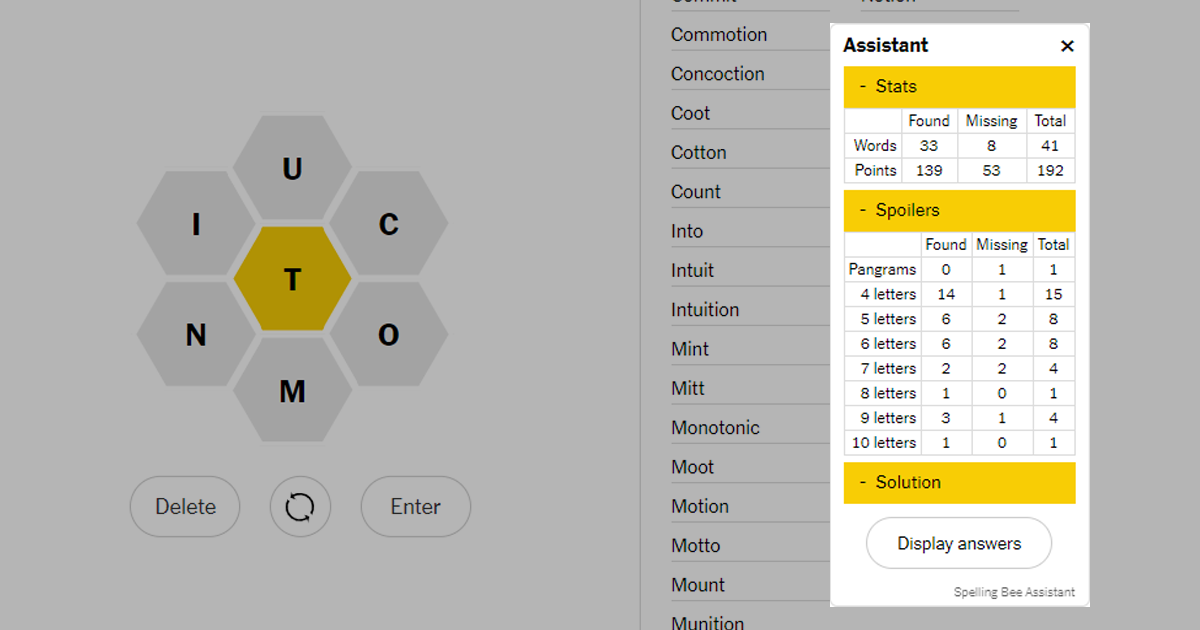 U
I
C
T
N
O
M
Delete
Enter
Commit
Commotion
Concoction
Coot
Cotton
Count
Into
Intuit
Intuition
Mint
Mitt
Monotonic
Moot
Motion
Motto
Mount
Munition
Notion
Assistant ×
- Stats
Found Missing Total
Words 33 8 41
Points 139 53 192
- Spoilers
Found Missing Total
Pangrams 0 1 1
4 letters 14 1 15
5 letters 6 2 8
6 letters 6 2 8
7 letters 2 2 4
8 letters 1 0 1
9 letters 3 1 4
10 letters 1 0 1
- Solution
Display answers
Spelling Bee Assistant